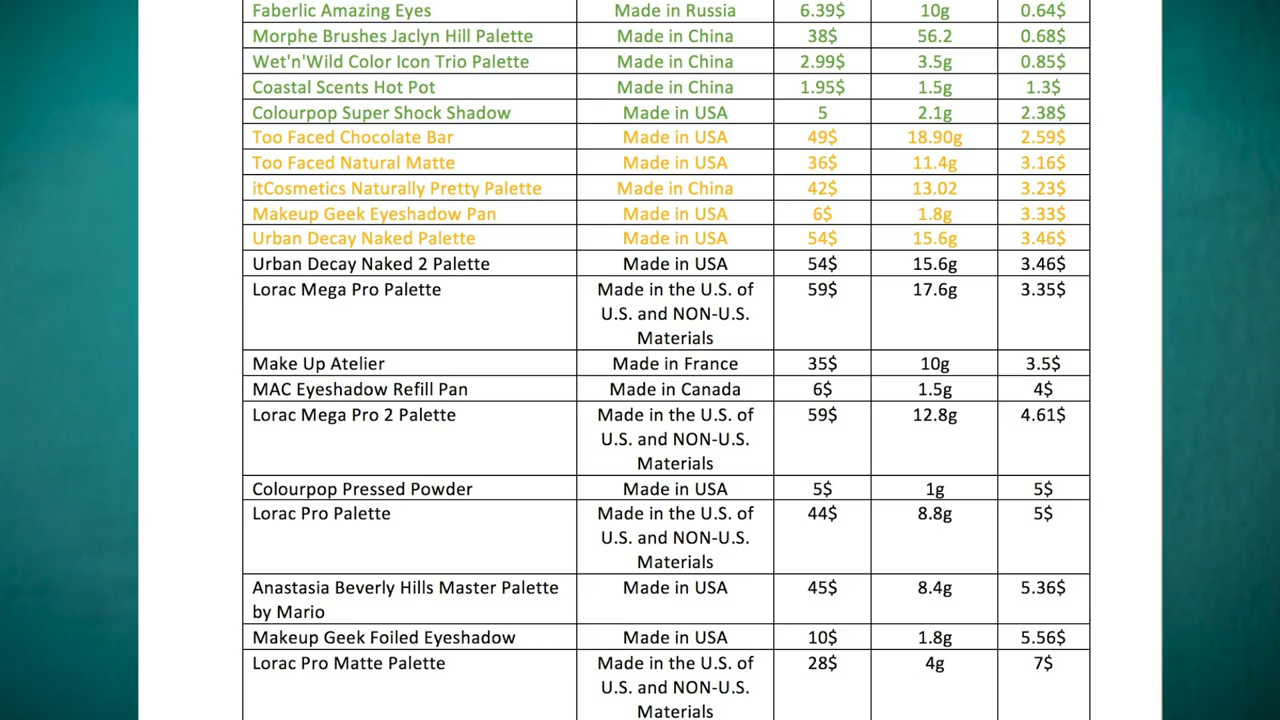 Faberlic Amazing Eyes Made in Russia 6.39$ 10g 0.64$
Morphe Brushes Jaclyn Hill Palette Made in China 38$ 56.2 0.68$
Wet'n'Wild Color Icon Trio Palette Made in China 2.99$ 3.5g 0.85$
Coastal Scents Hot Pot Made in China 1.95$ 1.5g 1.3$
Colourpop Super Shock Shadow Made in USA 5 2.1g 2.38$
Too Faced Chocolate Bar Made in USA 49$ 18.90g 2.59$
Too Faced Natural Matte Made in USA 36$ 11.4g 3.16$
itCosmetics Naturally Pretty Palette Made in China 42$ 13.02 3.23$
Makeup Geek Eyeshadow Pan Made in USA 6$ 1.8g 3.33$
Urban Decay Naked Palette Made in USA 54$ 15.6g 3.46$
Urban Decay Naked 2 Palette Made in USA 54$ 15.6g 3.46$
Lorac Mega Pro Palette Made in the U.S. of 59$ 17.6g 3.35$
U.S. and NON-U.S.
Materials
Make Up Atelier Made in France 35$ 10g 3.5$
MAC Eyeshadow Refill Pan Made in Canada 6$ 1.5g 4$
Lorac Mega Pro 2 Palette Made in the U.S. of 59$ 12.8g 4.61$
U.S. and NON-U.S.
Materials
Colourpop Pressed Powder Made in USA 5$ 1g 5$
Lorac Pro Palette Made in the U.S. of 44$ 8.8g 5$
U.S. and NON-U.S.
Materials
Anastasia Beverly Hills Master Palette Made in USA 45$ 8.4g 5.36$
by Mario
Makeup Geek Foiled Eyeshadow Made in USA 10$ 1.8g 5.56$
Lorac Pro Matte Palette Made in the U.S. of 28$ 4g 7$
U.S. and NON-U.S.
Materials